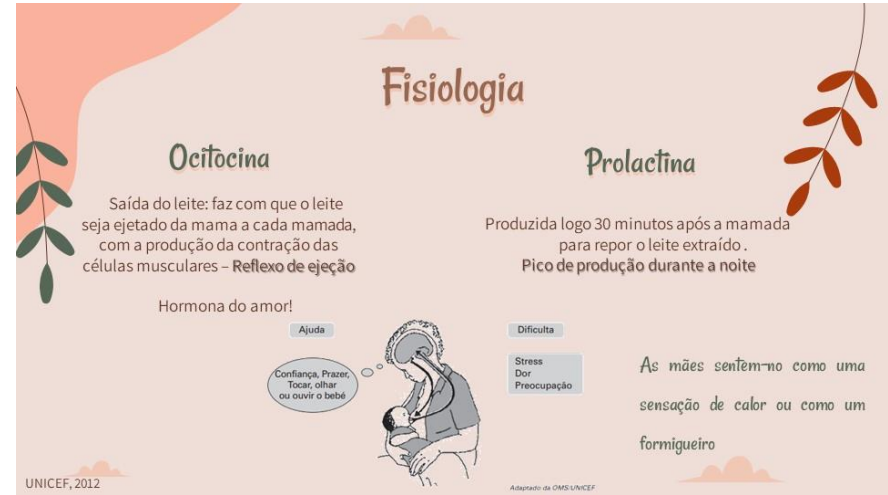 Fisiologia
Ocitocina
Saída do leite: faz com que o leite
seja ejetado da mama a cada mamada,
com a produção da contração das
células musculares – Reflexo de ejeção
Hormona do amor!
Prolactina
Produzida logo 30 minutos após a mamada
para repor o leite extraído .
Pico de produção durante a noite
Ajuda
Confiança, Prazer,
Tocar, olhar
ou ouvir o bebé
Dificulta
Stress
Dor
Preocupação
As mães sentem-no como uma
sensação de calor ou como um
formigueiro
UNICEF, 2012
Adaptado da OMS/UNICEF